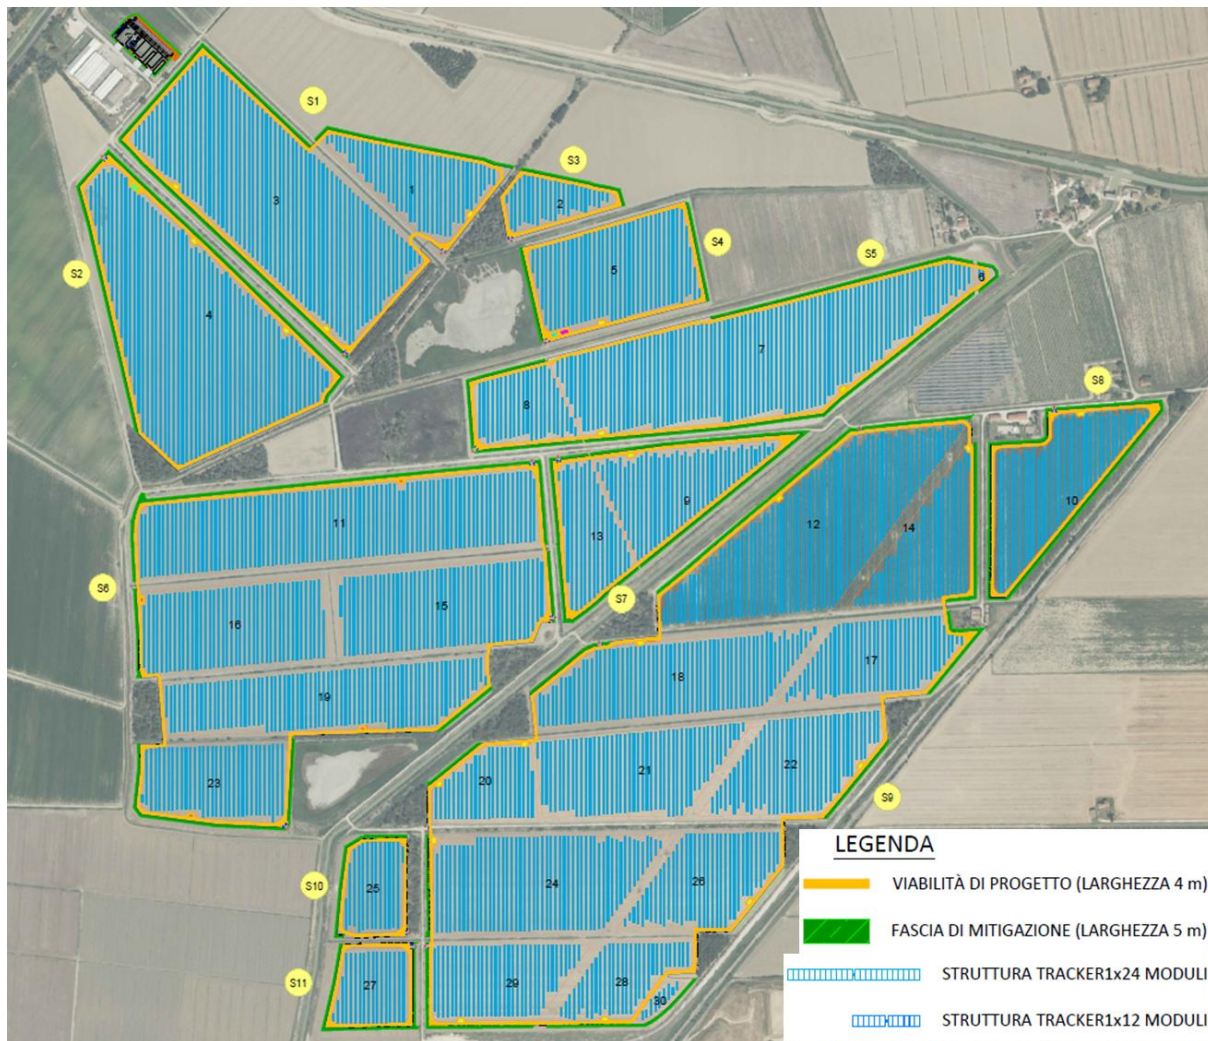 S1
S3
1
3
2
S4
S2
S5
5
6
4
7
S8
8
9
10
11
12
14
13
S6
S7
15
16
17
18
19
22
21
20
23
S9
LEGENDA
VIABILITÀ DI PROGETTO (LARGHEZZA 4 m)
24
26
S10
25
FASCIA DI MITIGAZIONE (LARGHEZZA 5 m)
STRUTTURA TRACKER1x24 MODULI
S11
27
29
28
30
STRUTTURA TRACKER1x12 MODULI